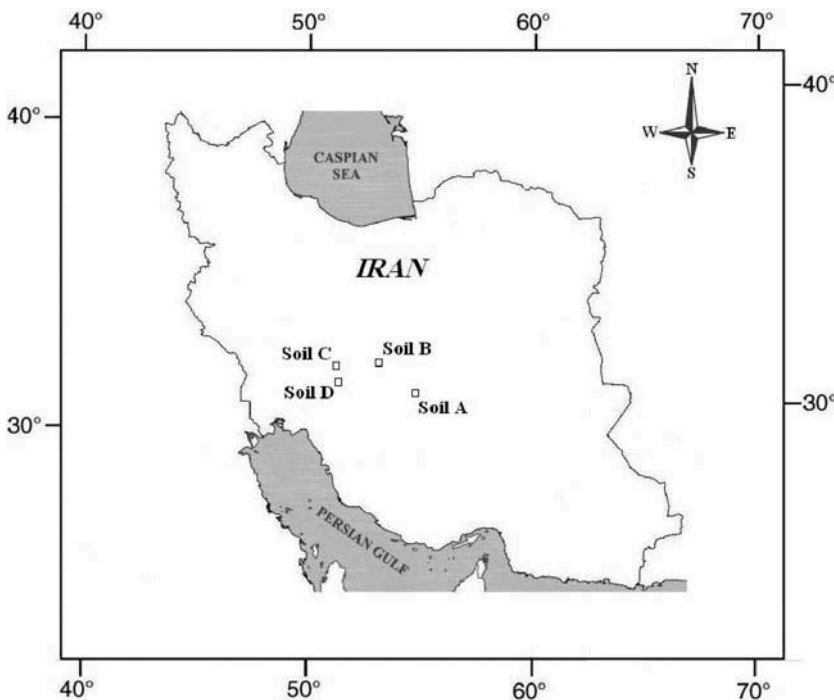 40° 50° 60° 70°
40° 40°
N
W E
S
CASPIAN
SEA
IRAN
Soil B
Soil C
Soil D
Soil A
30° 30°
PERSIAN GULF
40° 50° 60° 70°